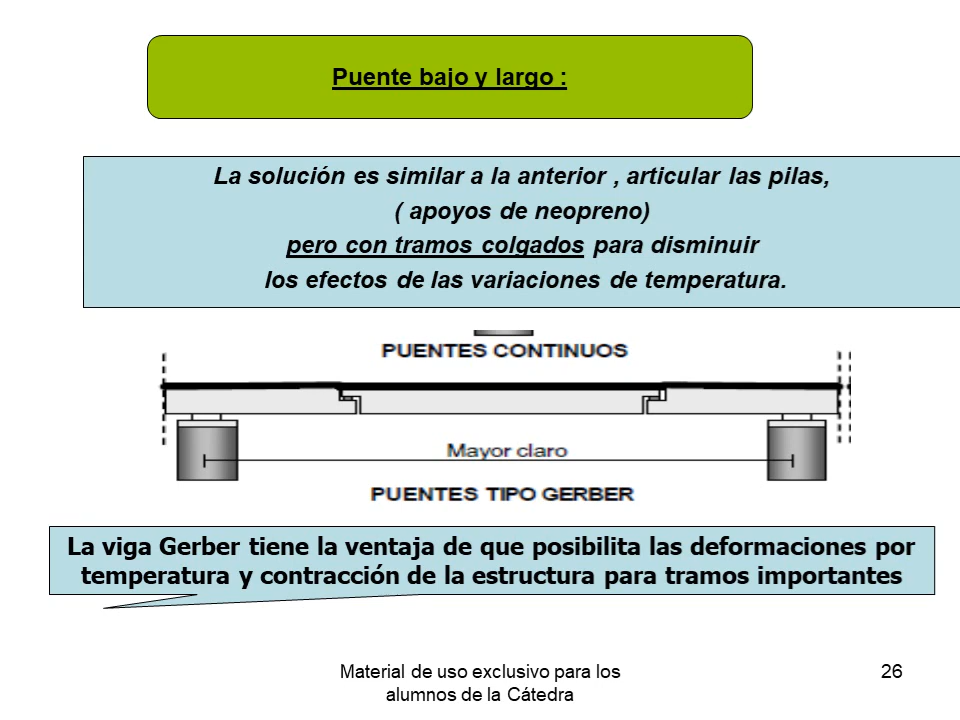 Puente bajo y largo :
La solución es similar a la anterior , articular las pilas,
( apoyos de neopreno)
pero con tramos colgados para disminuir
los efectos de las variaciones de temperatura.
PUENTES CONTINUOS
Mayor claro
PUENTES TIPO GERBER
La viga Gerber tiene la ventaja de que posibilita las deformaciones por
temperatura y contracción de la estructura para tramos importantes
Material de uso exclusivo para los
alumnos de la Cátedra
26